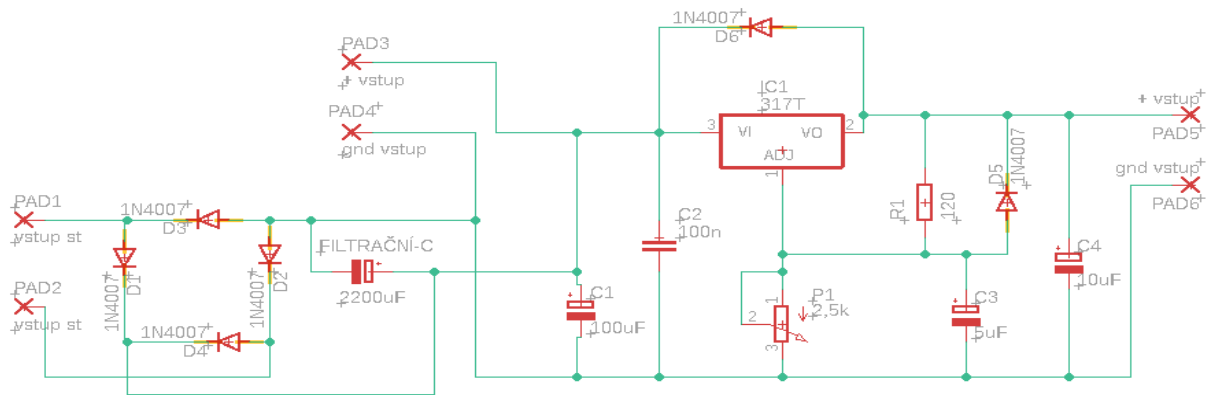 1N4007
D6
PAD3
+ vstup
PAD4
gnd vstup
IC1
317T
3
VI
VO
2
ADJ
1
+ vstup
PAD5
gnd vstup
PAD6
D5
1N4007
R1
120
PAD1
vstup st
1N4007
D3
PAD2
vstup st
D1
1N4007
D2
1N4007
1N4007
D4
FILTRAČNÍ-C
2200uF
C2
100n
C1
100uF
P1
2,5k
1
2
3
C3
5uF
C4
10uF